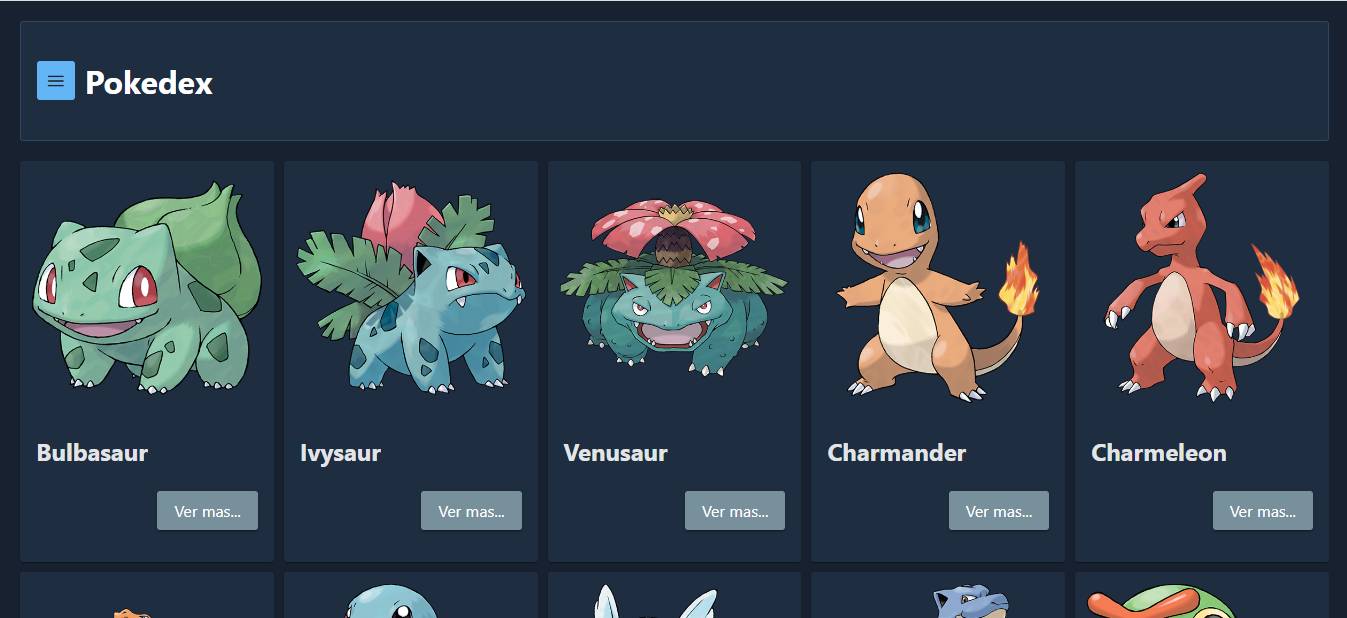 Pokedex
Bulbasaur
Ivysaur
Venusaur
Charmander
Charmeleon
Ver mas...
Ver mas...
Ver mas...
Ver mas...
Ver mas...